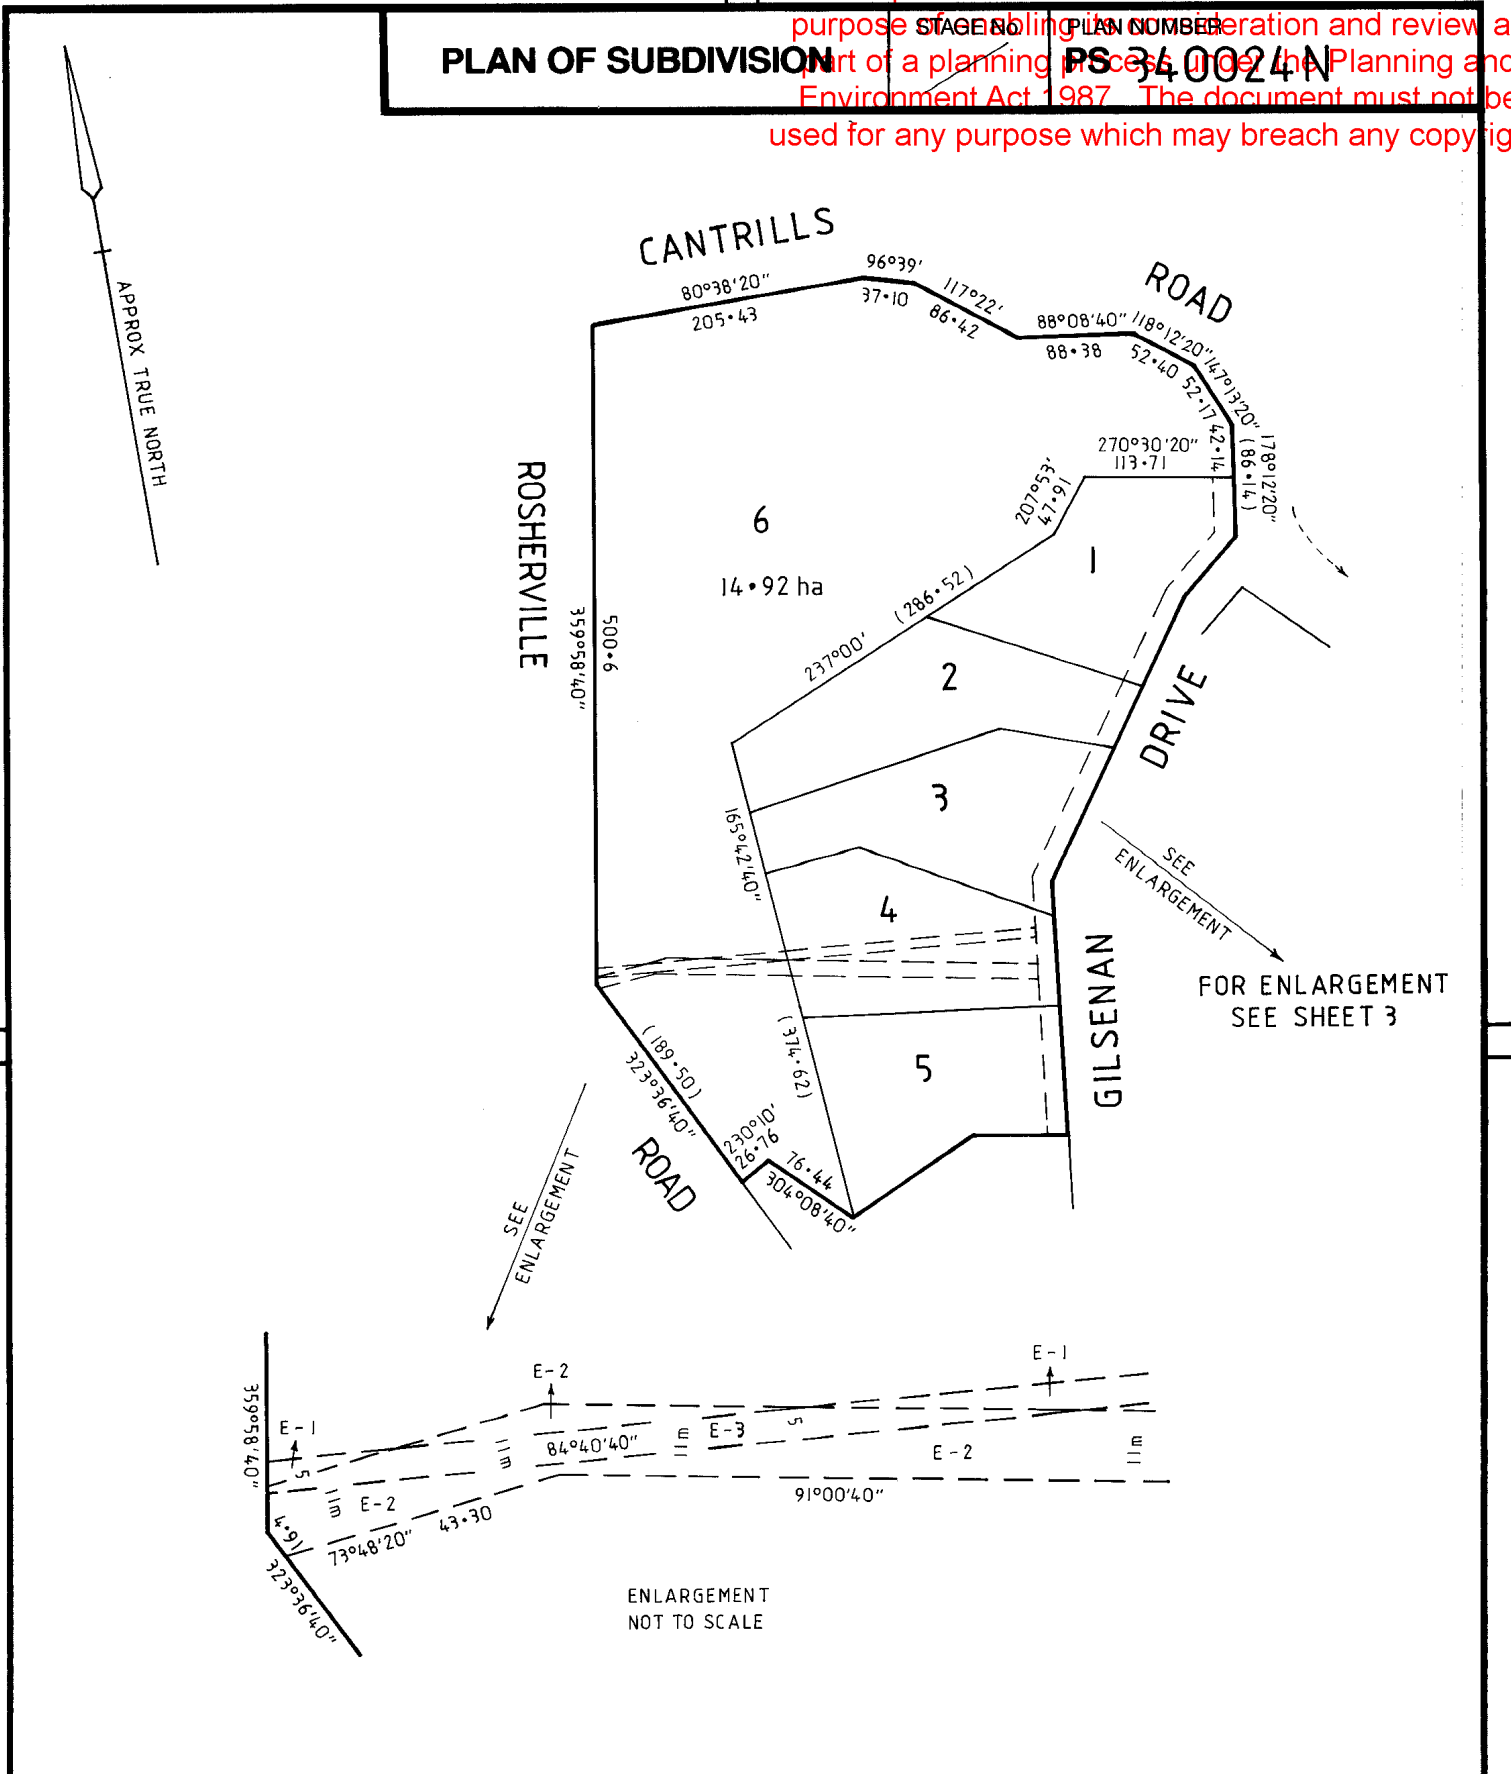 purpose of enabling its consideration and review a
part of a planning process under the Planning and
Environment Act 1987. The document must not be
used for any purpose which may breach any copyrig
PLAN OF SUBDIVISION
STAGE No.
PLAN NUMBER
PS 340024N
APPROX TRUE NORTH
CANTRILLS
ROAD
80°38'20"
205·43
96°39'
37·10
117°22'
86·42
88°08'40"
88·38
118°12'20"
52·40
147°13'20"
52·17
178°12'20"
(86·14)
42·14
270°30'20"
113·71
207°53'
47·91
(286·52)
237°00'
ROSHERVILLE
500·6
359°58'40"
6
14·92 ha
1
2
3
4
5
165°42'40"
(374·62)
DRIVE
GILSENAN
SEE
ENLARGEMENT
FOR ENLARGEMENT
SEE SHEET 3
(189·50)
323°36'40"
230°10'
26·76
76·44
304°08'40"
ROAD
SEE
ENLARGEMENT
359°58'40"
E-1
E-2
E-1
5
84°40'40"
E-3
5
E-2
E-2
91°00'40"
4·91
73°48'20"
43·30
323°36'40"
ENLARGEMENT
NOT TO SCALE